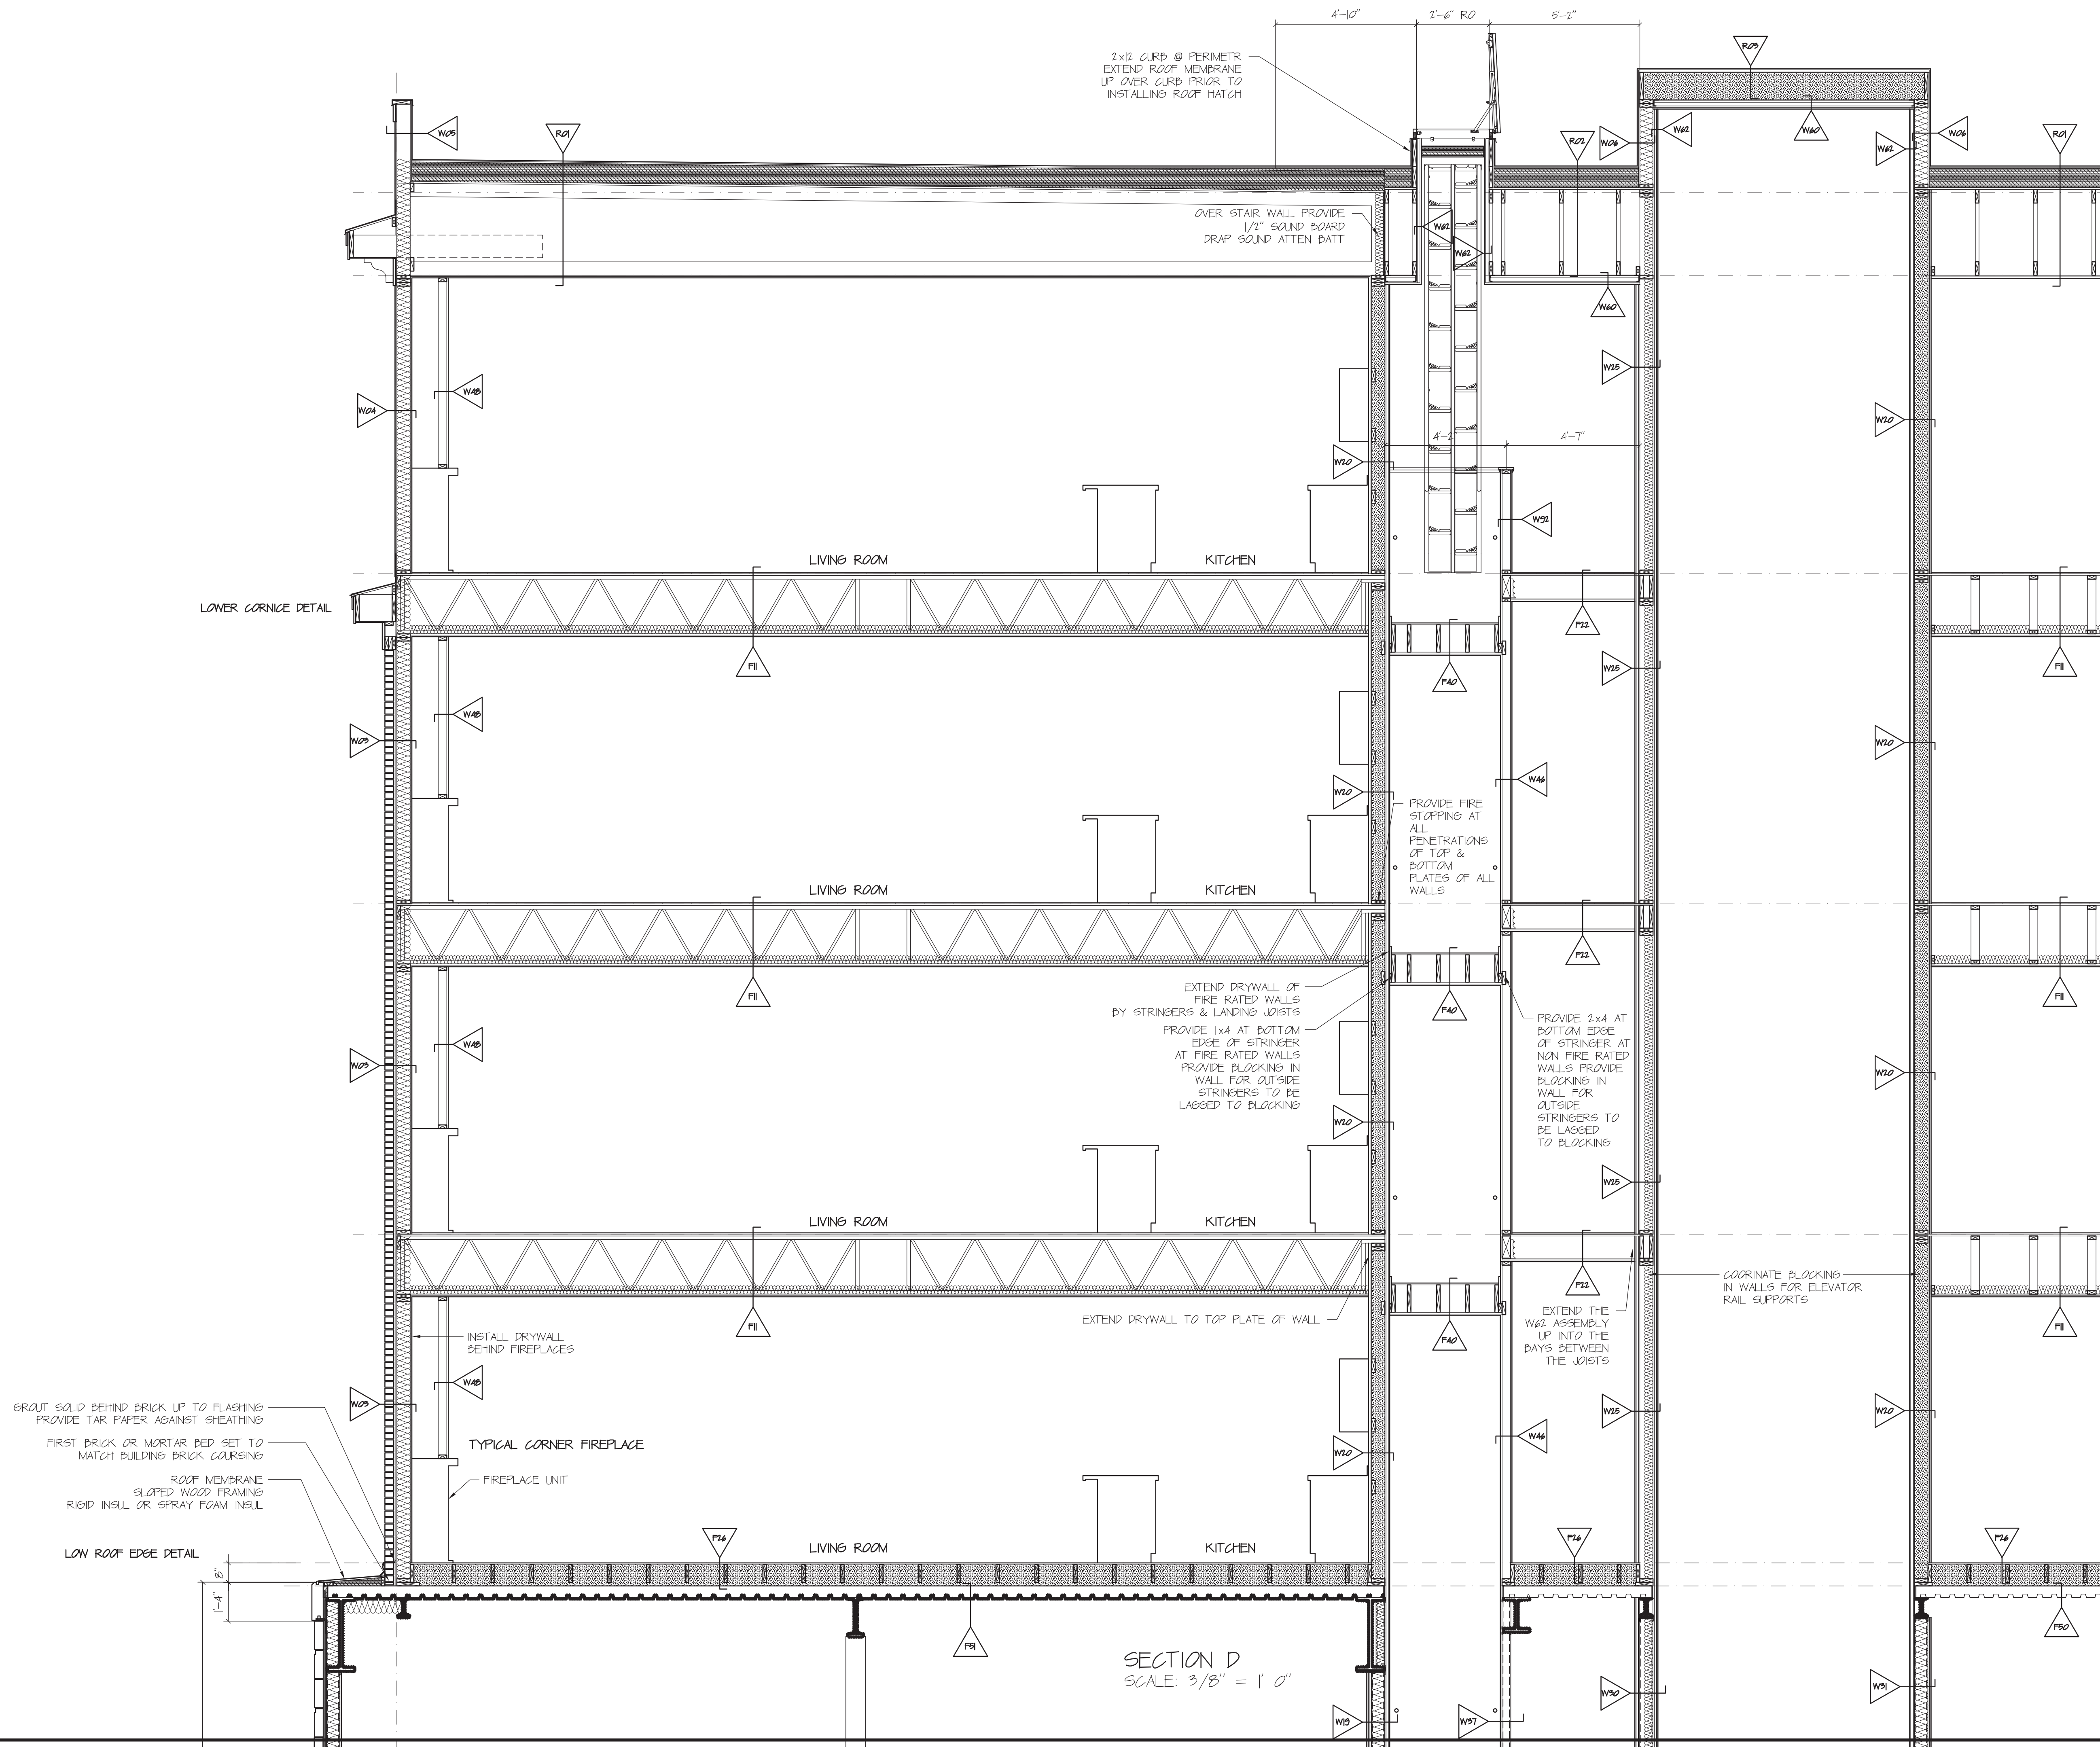 4'-10"
2'-6" RO
5'-2"
2x12 CURB @ PERIMETR
EXTEND ROOF MEMBRANE
UP OVER CURB PRIOR TO
INSTALLING ROOF HATCH
R03
W05
R01
R02
W06
W62
W60
W62
W06
R01
OVER STAIR WALL PROVIDE
1/2" SOUND BOARD
DRAP SOUND ATTEN BATT
W62
W62
W60
W04
W48
W25
W20
4'-2"
4'-7"
W20
W92
LIVING ROOM
KITCHEN
LOWER CORNICE DETAIL
F11
F40
F22
F11
W25
W03
W48
W20
W46
W20
PROVIDE FIRE
STOPPING AT
ALL
PENETRATIONS
OF TOP &
BOTTOM
PLATES OF ALL
WALLS
LIVING ROOM
KITCHEN
F11
F40
F22
F11
EXTEND DRYWALL OF
FIRE RATED WALLS
BY STRINGERS & LANDING JOISTS
PROVIDE 1x4 AT BOTTOM
EDGE OF STRINGER
AT FIRE RATED WALLS
PROVIDE BLOCKING IN
WALL FOR OUTSIDE
STRINGERS TO BE
LAGGED TO BLOCKING
PROVIDE 2x4 AT
BOTTOM EDGE
OF STRINGER AT
NON FIRE RATED
WALLS PROVIDE
BLOCKING IN
WALL FOR
OUTSIDE
STRINGERS TO
BE LAGGED
TO BLOCKING
W03
W48
W20
W20
W25
LIVING ROOM
KITCHEN
F11
F40
F22
F11
COORINATE BLOCKING
IN WALLS FOR ELEVATOR
RAIL SUPPORTS
EXTEND DRYWALL TO TOP PLATE OF WALL
EXTEND THE
W62 ASSEMBLY
UP INTO THE
BAYS BETWEEN
THE JOISTS
INSTALL DRYWALL
BEHIND FIREPLACES
W03
W48
W20
W46
W25
W20
GROUT SOLID BEHIND BRICK UP TO FLASHING
PROVIDE TAR PAPER AGAINST SHEATHING
FIRST BRICK OR MORTAR BED SET TO
MATCH BUILDING BRICK COURSING
ROOF MEMBRANE
SLOPED WOOD FRAMING
RIGID INSUL OR SPRAY FOAM INSUL
TYPICAL CORNER FIREPLACE
FIREPLACE UNIT
LOW ROOF EDGE DETAIL
8"
1'-4"
F26
LIVING ROOM
KITCHEN
F26
F26
F51
F50
SECTION D
SCALE: 3/8" = 1' 0"
W19
W37
W30
W31